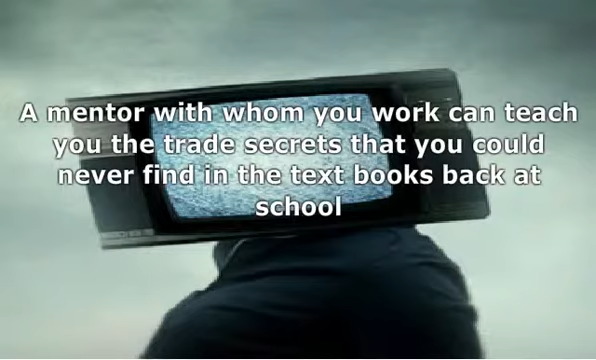 A mentor with whom you work can teach
you the trade secrets that you could
never find in the text books back at
school